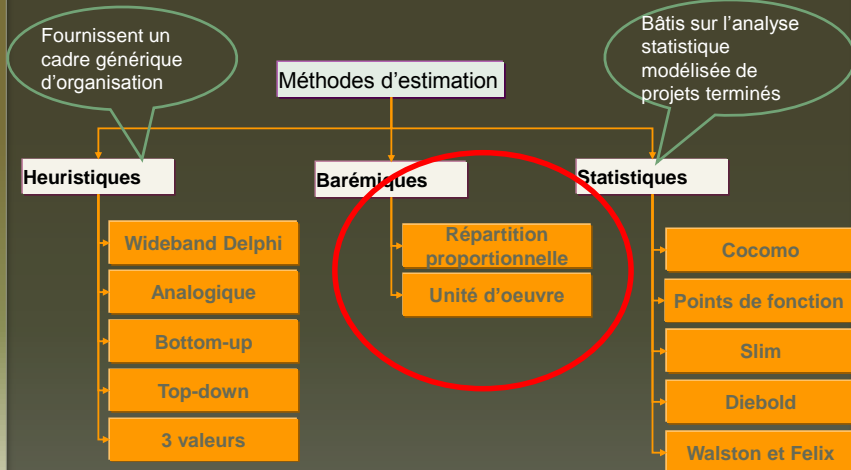 Fournissent un
cadre générique
d'organisation
Bâtis sur l'analyse
statistique
modélisée de
projets terminés
Méthodes d'estimation
Heuristiques
Barémiques
Statistiques
Wideband Delphi
Analogique
Bottom-up
Top-down
3 valeurs
Répartition
proportionnelle
Unité d'oeuvre
Cocomo
Points de fonction
Slim
Diebold
Walston et Felix